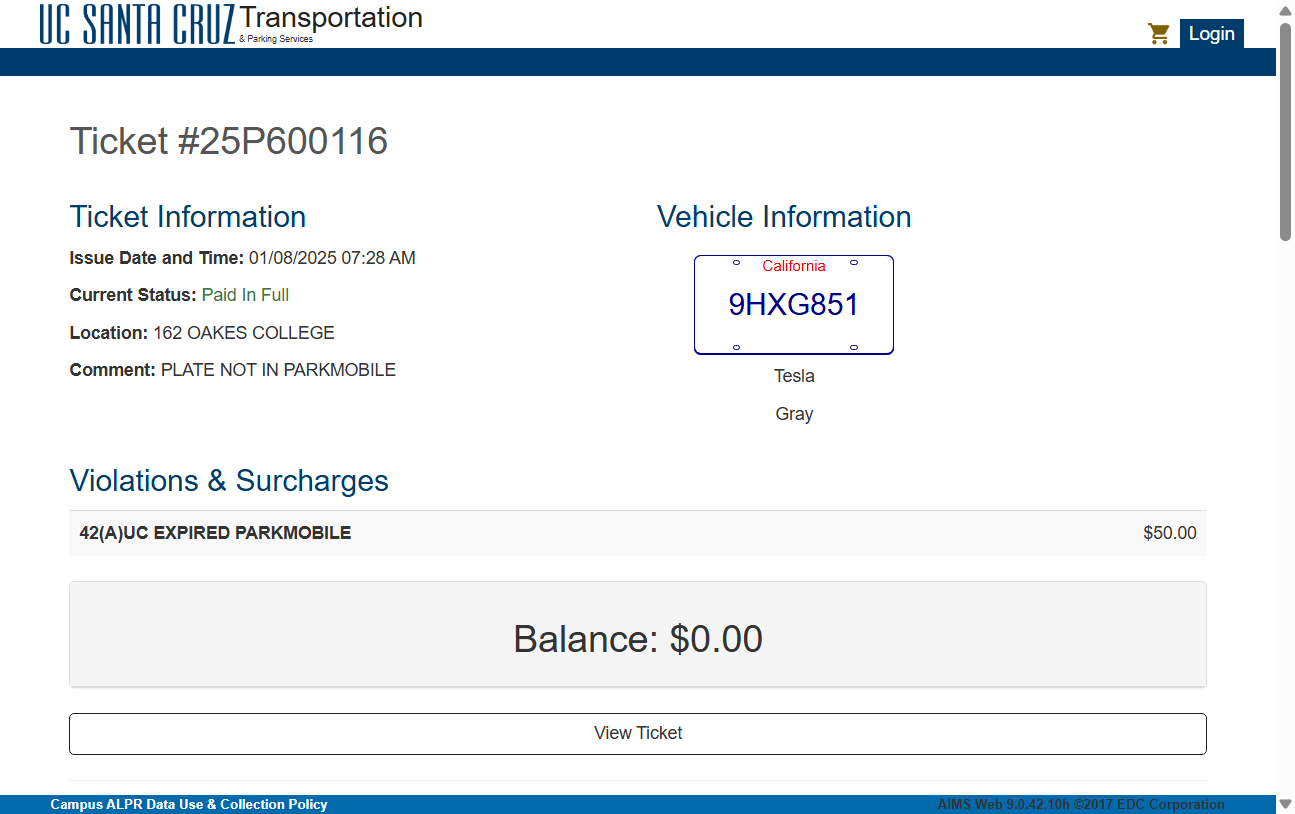 UC SANTA CRUZ Transportation
& Parking Services
Login
Ticket #25P600116
Ticket Information
Issue Date and Time: 01/08/2025 07:28 AM
Current Status: Paid In Full
Location: 162 OAKES COLLEGE
Comment: PLATE NOT IN PARKMOBILE
Vehicle Information
California
9HXG851
Tesla
Gray
Violations & Surcharges
42(A)UC EXPIRED PARKMOBILE $50.00
Balance: $0.00
View Ticket
Campus ALPR Data Use & Collection Policy AIMS Web 9.0.42.10h ©2017 EDC Corporation